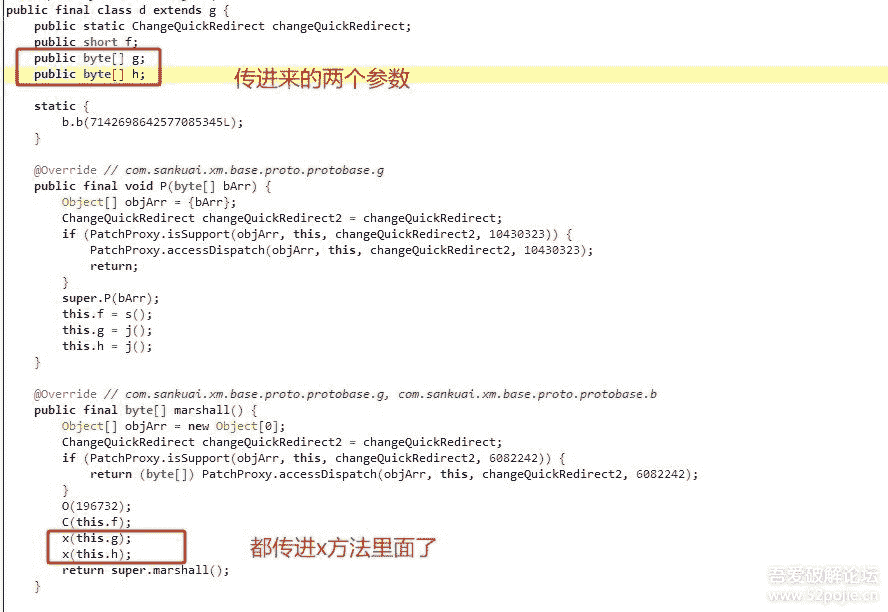 public final class d extends g {
public static ChangeQuickRedirect changeQuickRedirect;
public short f;
public byte[] g;
public byte[] h;
传进来的两个参数
static {
b.b(7142698642577085345L);
}
@Override // com.sankuai.xm.base.proto.protobase.g
public final void P(byte[] bArr) {
Object[] objArr = {bArr};
ChangeQuickRedirect changeQuickRedirect2 = changeQuickRedirect;
if (PatchProxy.isSupport(objArr, this, changeQuickRedirect2, 10430323)) {
PatchProxy.accessDispatch(objArr, this, changeQuickRedirect2, 10430323);
return;
}
super.P(bArr);
this.f = s();
this.g = j();
this.h = j();
}
@Override // com.sankuai.xm.base.proto.protobase.g, com.sankuai.xm.base.proto.protobase.b
public final byte[] marshall() {
Object[] objArr = new Object[0];
ChangeQuickRedirect changeQuickRedirect2 = changeQuickRedirect;
if (PatchProxy.isSupport(objArr, this, changeQuickRedirect2, 6082242)) {
return (byte[]) PatchProxy.accessDispatch(objArr, this, changeQuickRedirect2, 6082242);
}
O(196732);
C(this.f);
x(this.g);
x(this.h);
都传进x方法里面了
return super.marshall();
}
吾爱破解论坛
www.52pojie.cn